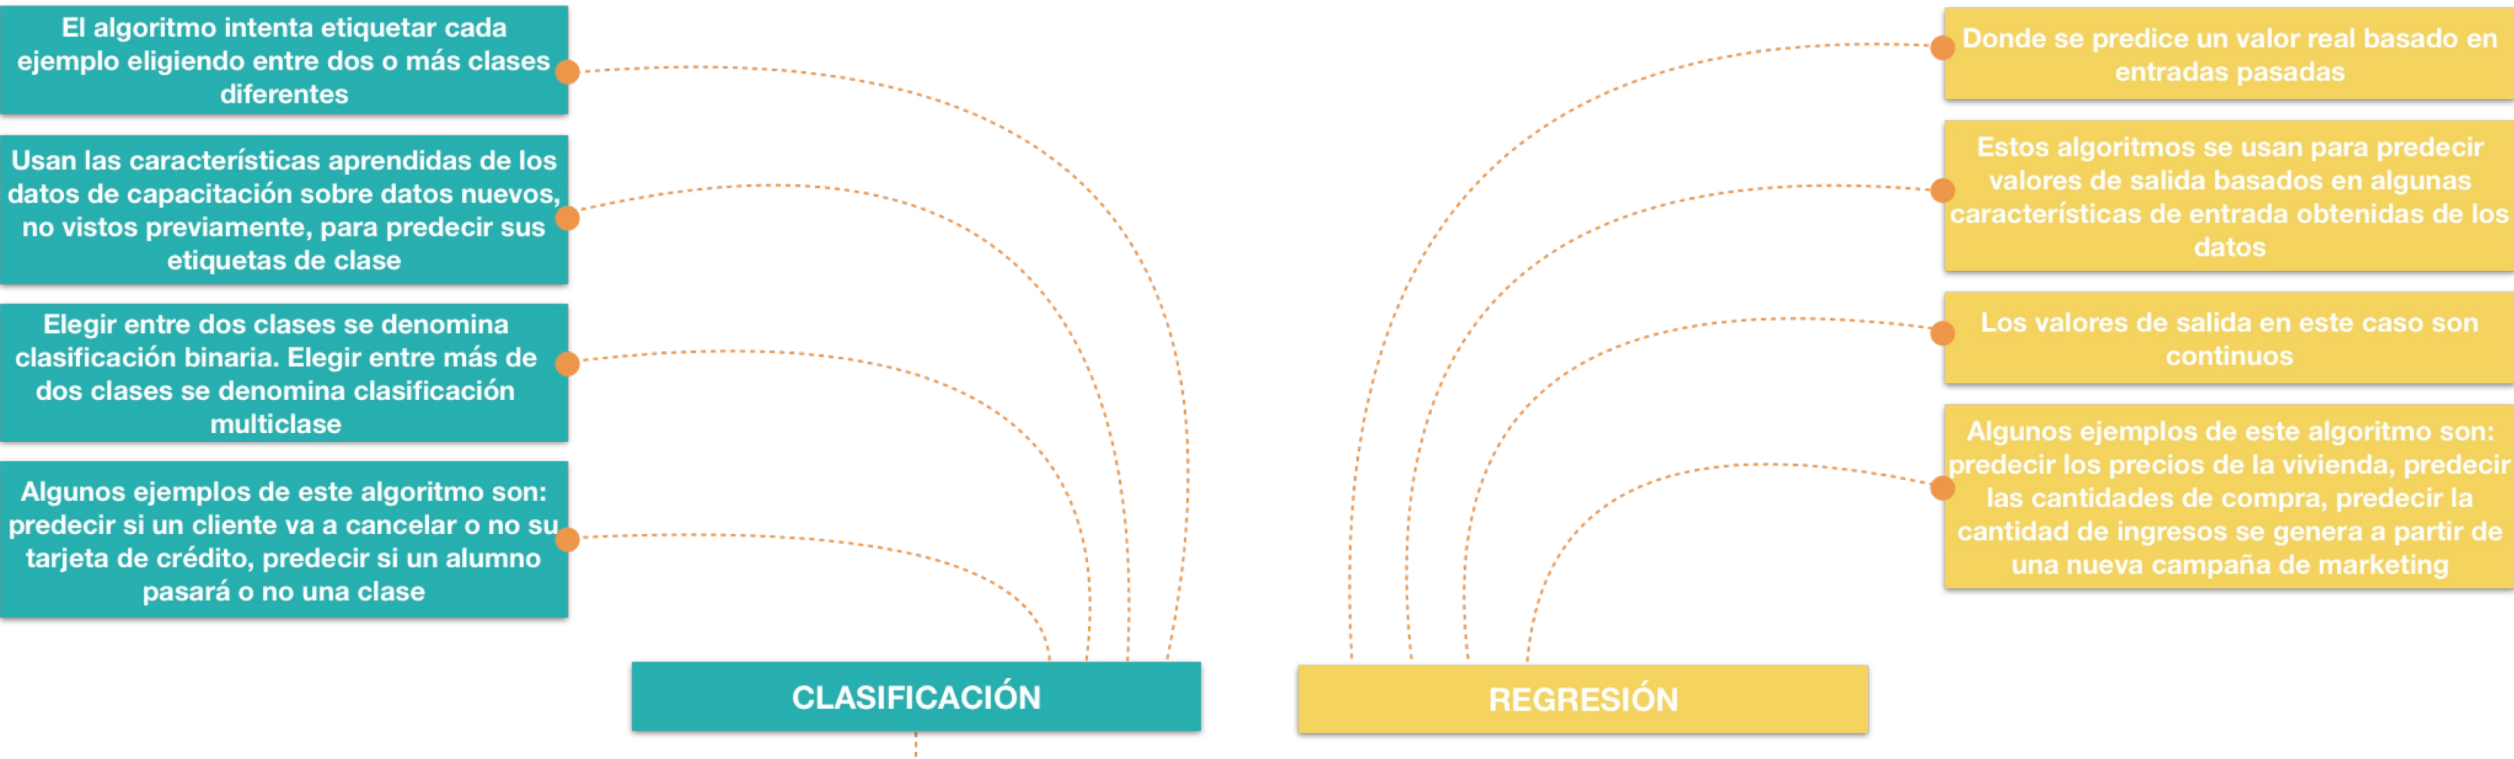 El algoritmo intenta etiquetar cada
ejemplo eligiendo entre dos o más clases
diferentes
Usan las características aprendidas de los
datos de capacitación sobre datos nuevos,
no vistos previamente, para predecir sus
etiquetas de clase
Elegir entre dos clases se denomina
clasificación binaria. Elegir entre más de
dos clases se denomina clasificación
multiclase
Algunos ejemplos de este algoritmo son:
predecir si un cliente va a cancelar o no su
tarjeta de crédito, predecir si un alumno
pasará o no una clase
CLASIFICACIÓN
Donde se predice un valor real basado en
entradas pasadas
Estos algoritmos se usan para predecir
valores de salida basados en algunas
características de entrada obtenidas de los
datos
Los valores de salida en este caso son
continuos
Algunos ejemplos de este algoritmo son:
predecir los precios de la vivienda, predecir
las cantidades de compra, predecir la
cantidad de ingresos se genera a partir de
una nueva campaña de marketing
REGRESIÓN